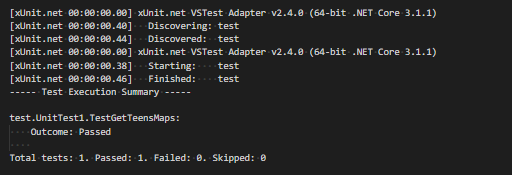 [xUnit.net 00:00:00.00] xUnit.net VSTest Adapter v2.4.0 (64-bit .NET Core 3.1.1)
[xUnit.net 00:00:00.40]   Discovering: test
[xUnit.net 00:00:00.44]   Discovered:  test
[xUnit.net 00:00:00.00] xUnit.net VSTest Adapter v2.4.0 (64-bit .NET Core 3.1.1)
[xUnit.net 00:00:00.38]   Starting:    test
[xUnit.net 00:00:00.46]   Finished:    test
----- Test Execution Summary -----

test.UnitTest1.TestGetTeensMaps:
    Outcome: Passed

Total tests: 1. Passed: 1. Failed: 0. Skipped: 0